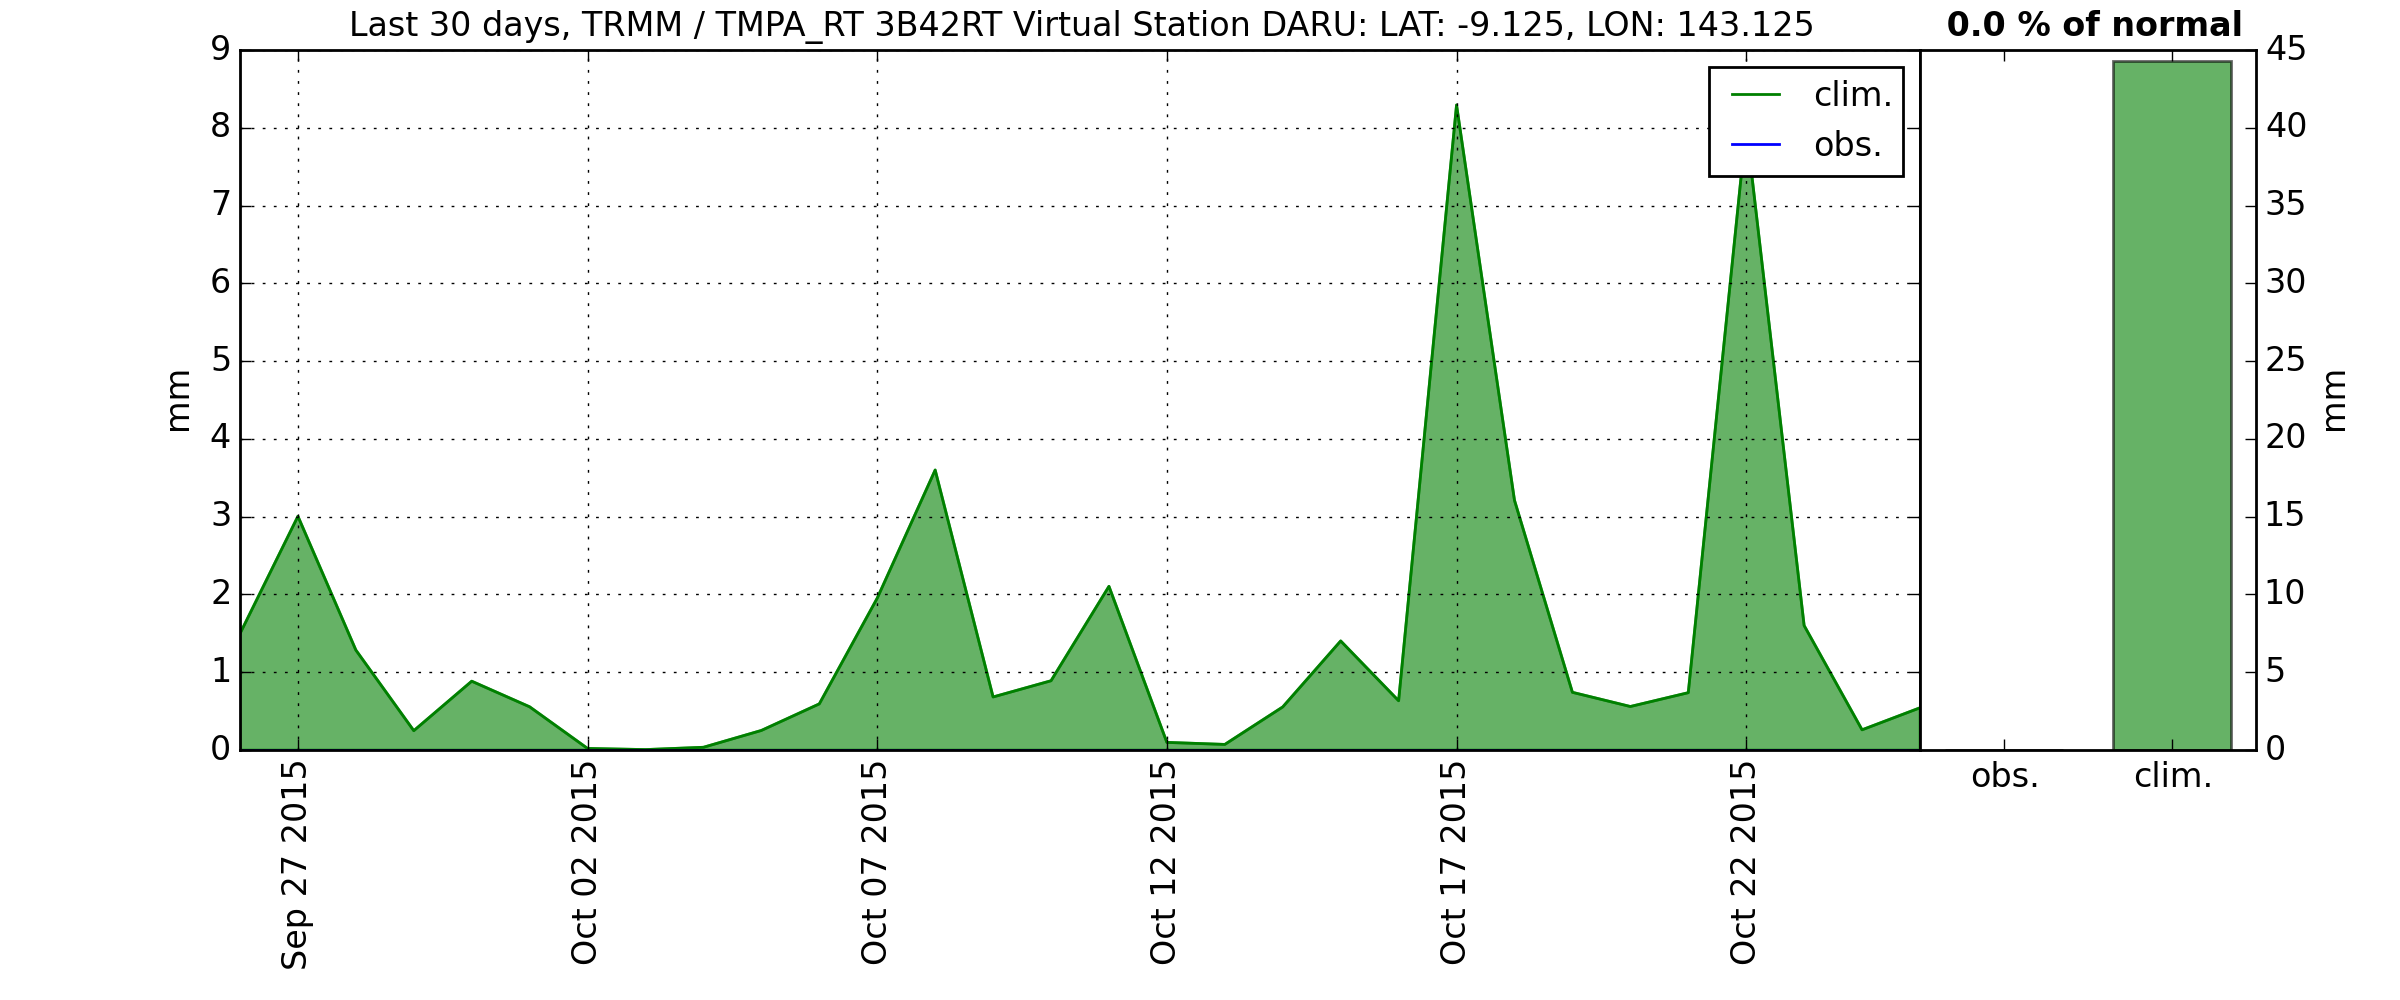 Last 30 days, TRMM / TMPA_RT 3B42RT Virtual Station DARU: LAT: -9.125, LON: 143.125
0.0 % of normal
9
8
7
6
5
4
3
2
1
0
mm
clim.
obs.
Sep 27 2015
Oct 02 2015
Oct 07 2015
Oct 12 2015
Oct 17 2015
Oct 22 2015
obs.
clim.
45
40
35
30
25
20
15
10
5
0
mm